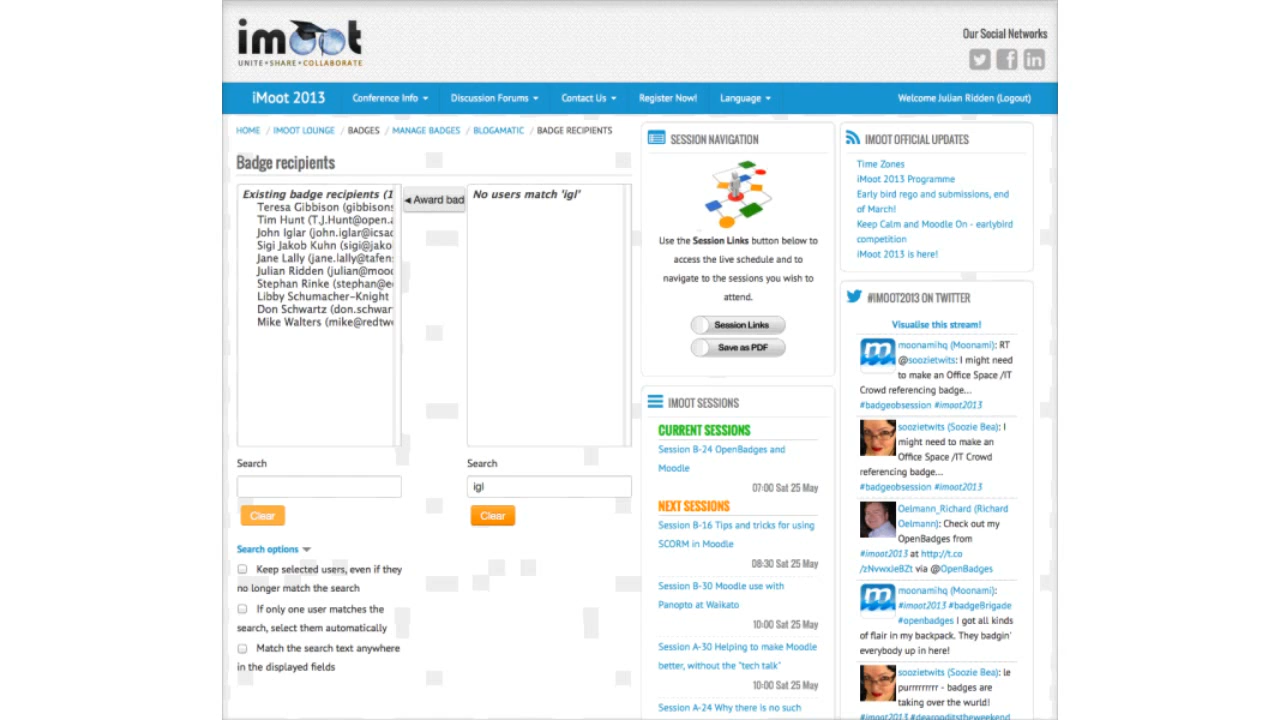 imoot
UNITE•SHARE•COLLABORATE
Our Social Networks
iMoot 2013
Conference Info
Discussion Forums
Contact Us
Register Now!
Language
Welcome Julian Ridden (Logout)
HOME / IMOOT LOUNGE / BADGES / MANAGE BADGES / BLOGAMATIC / BADGE RECIPIENTS
Badge recipients
Existing badge recipients (1
Teresa Gibbison (gibbisons
Tim Hunt (T.J.Hunt@open.a
John Iglar (john.iglar@icsac
Sigi Jakob Kuhn (sigi@jako
Jane Lally (jane.lally@tafen
Julian Ridden (julian@mooc
Stephan Rinke (stephan@e
Libby Schumacher-Knight
Don Schwartz (don.schwar
Mike Walters (mike@redtw
◄ Award bad
No users match 'igl'
Search
Clear
Search
igl
Clear
Search options
Keep selected users, even if they
no longer match the search
If only one user matches the
search, select them automatically
Match the search text anywhere
in the displayed fields
SESSION NAVIGATION
Use the Session Links button below to
access the live schedule and to
navigate to the sessions you wish to
attend.
Session Links
Save as PDF
IMOOT SESSIONS
CURRENT SESSIONS
Session B-24 OpenBadges and
Moodle
07:00 Sat 25 May
NEXT SESSIONS
Session B-16 Tips and tricks for using
SCORM in Moodle
08:30 Sat 25 May
Session B-30 Moodle use with
Panopto at Waikato
10:00 Sat 25 May
Session A-30 Helping to make Moodle
better, without the "tech talk"
10:00 Sat 25 May
Session A-24 Why there is no such
IMOOT OFFICIAL UPDATES
Time Zones
iMoot 2013 Programme
Early bird rego and submissions, end
of March!
Keep Calm and Moodle On - earlybird
competition
iMoot 2013 is here!
#IMOOT2013 ON TWITTER
Visualise this stream!
moonamihq (Moonami): RT
@soozietwits: I might need
to make an Office Space /IT
Crowd referencing badge...
#badgeobsession #imoot2013
soozietwits (Soozie Bea): I
might need to make an
Office Space /IT Crowd
referencing badge...
#badgeobsession #imoot2013
Oelmann_Richard (Richard
Oelmann): Check out my
OpenBadges from
#imoot2013 at http://t.co
/zNvwxJeBZt via @OpenBadges
moonamihq (Moonami):
#imoot2013 #badgeBrigade
#openbadges I got all kinds
of flair in my backpack. They badgin'
everybody up in here!
soozietwits (Soozie Bea): le
purrrrrrrr - badges are
taking over the world!
#imoot2013 #deargoditstheweekend